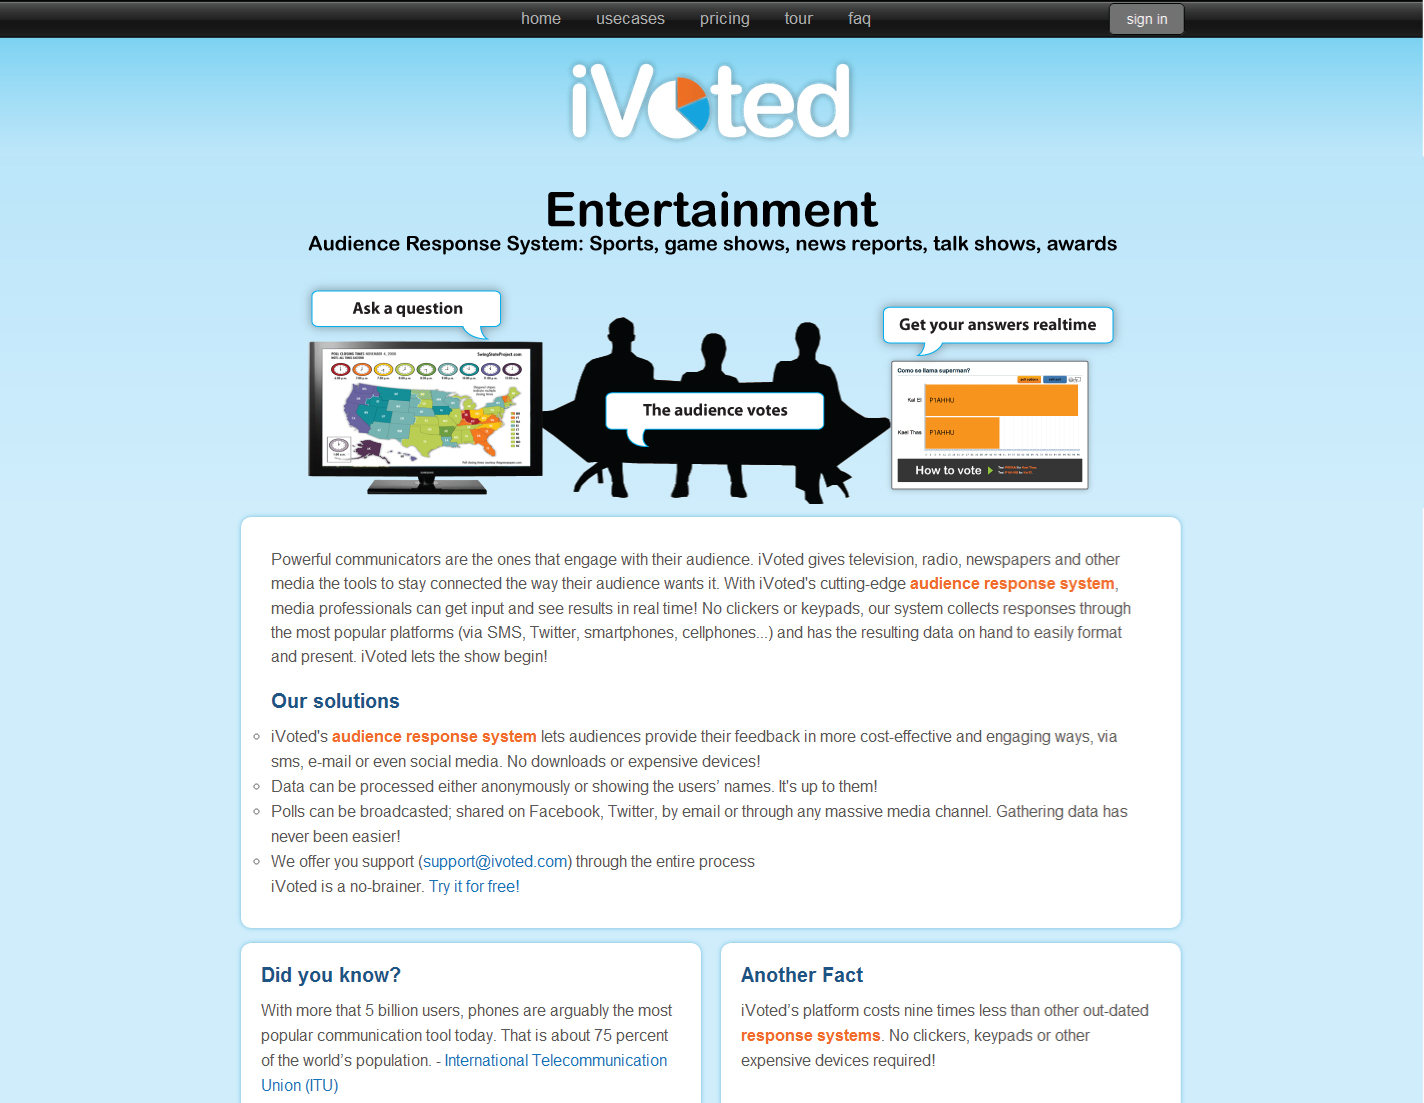 home usecases pricing tour faq sign in
iVoted
Entertainment
Audience Response System: Sports, game shows, news reports, talk shows, awards
Ask a question
Get your answers realtime
POLL CLOSING TIMES NOVEMBER 4, 2008
SwingStateProject.com
The audience votes
Como se llama superman?
Kal El P1AHHU
Kael Thas P1AHHU
How to vote
Powerful communicators are the ones that engage with their audience. iVoted gives television, radio, newspapers and other
media the tools to stay connected the way their audience wants it. With iVoted's cutting-edge audience response system,
media professionals can get input and see results in real time! No clickers or keypads, our system collects responses through
the most popular platforms (via SMS, Twitter, smartphones, cellphones...) and has the resulting data on hand to easily format
and present. iVoted lets the show begin!
Our solutions
iVoted's audience response system lets audiences provide their feedback in more cost-effective and engaging ways, via
sms, e-mail or even social media. No downloads or expensive devices!
Data can be processed either anonymously or showing the users’ names. It's up to them!
Polls can be broadcasted; shared on Facebook, Twitter, by email or through any massive media channel. Gathering data has
never been easier!
We offer you support (support@ivoted.com) through the entire process
iVoted is a no-brainer. Try it for free!
Did you know?
With more that 5 billion users, phones are arguably the most
popular communication tool today. That is about 75 percent
of the world’s population. - International Telecommunication
Union (ITU)
Another Fact
iVoted’s platform costs nine times less than other out-dated
response systems. No clickers, keypads or other
expensive devices required!